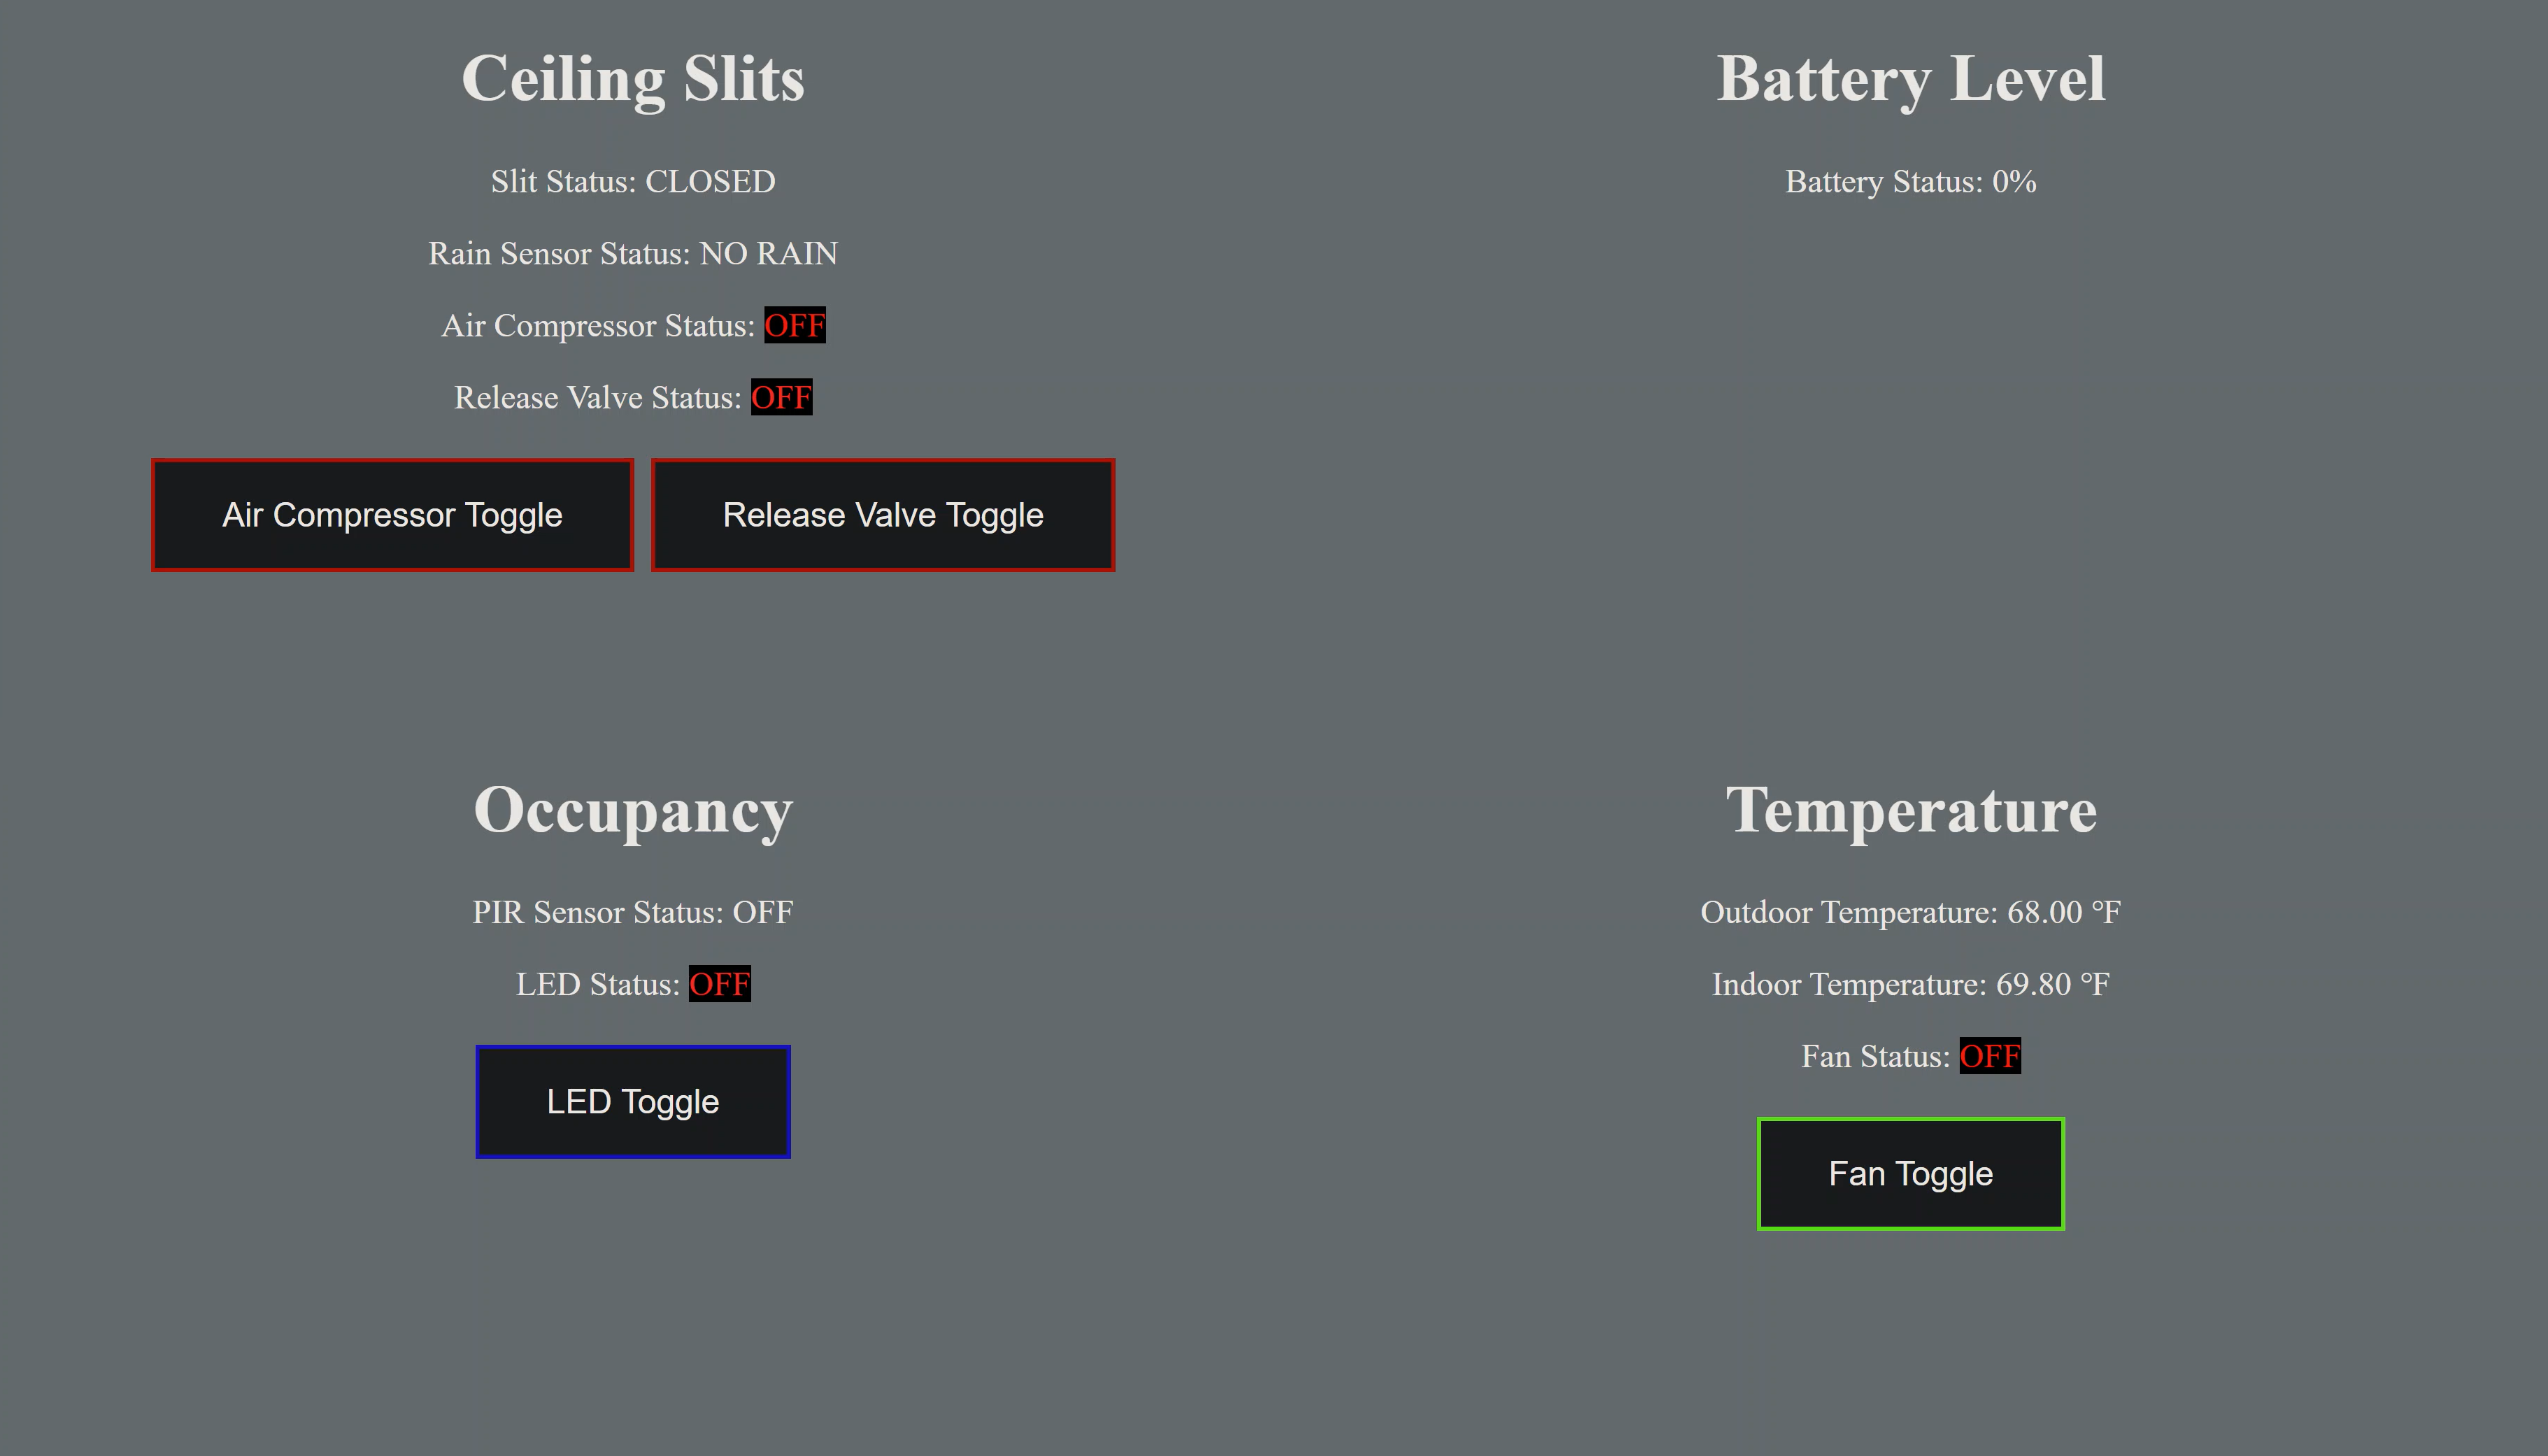 Ceiling Slits
Slit Status: CLOSED
Rain Sensor Status: NO RAIN
Air Compressor Status: OFF
Release Valve Status: OFF
Air Compressor Toggle
Release Valve Toggle
Battery Level
Battery Status: 0%
Occupancy
PIR Sensor Status: OFF
LED Status: OFF
LED Toggle
Temperature
Outdoor Temperature: 68.00 °F
Indoor Temperature: 69.80 °F
Fan Status: OFF
Fan Toggle